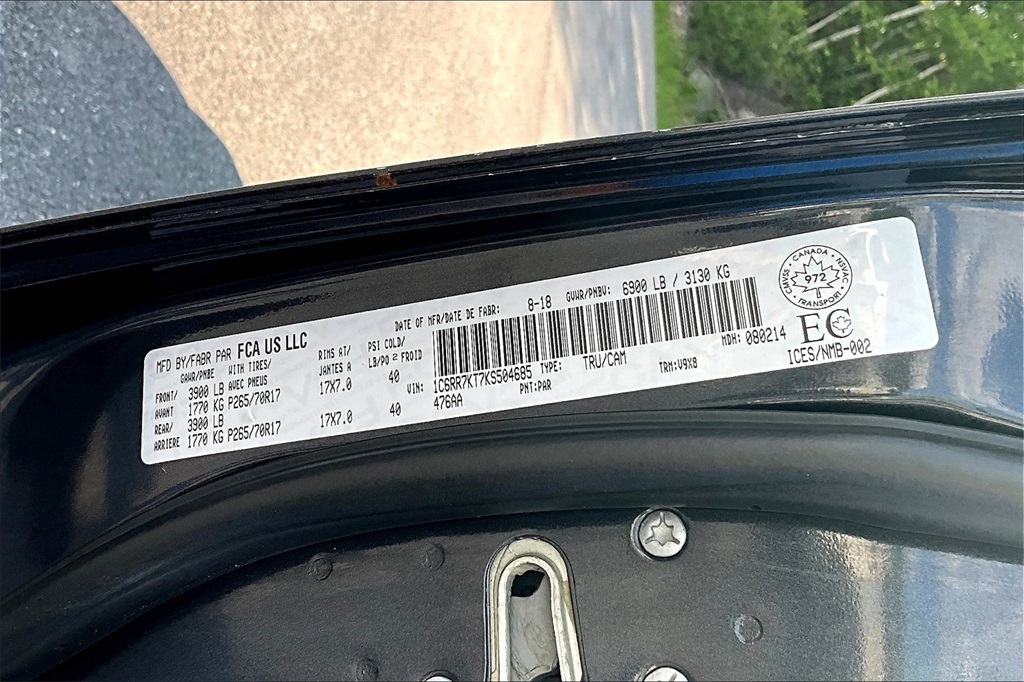 MFD BY/FABR PAR FCA US LLC
DATE OF MFR/DATE DE FABR: 8-18 GVWR/PNBV: 6900 LB / 3130 KG
GAWR/PNBE WITH TIRES/ RIMS AT/ PSI COLD/
AVEC PNEUS JANTES A LB/PO² FROID
FRONT/ 3900 LB
AVANT 1770 KG P265/70R17 17X7.0 40
REAR/ 3900 LB
ARRIERE 1770 KG P265/70R17 17X7.0 40
VIN: 1C6RR7KT7KS504685 TYPE: TRU/CAM MDH: 080214
476AA PNT: PAR TRM: V9X8
CMVSS • CANADA • NSVAC • TRANSPORT •
972
EC
ICES/NMB-002